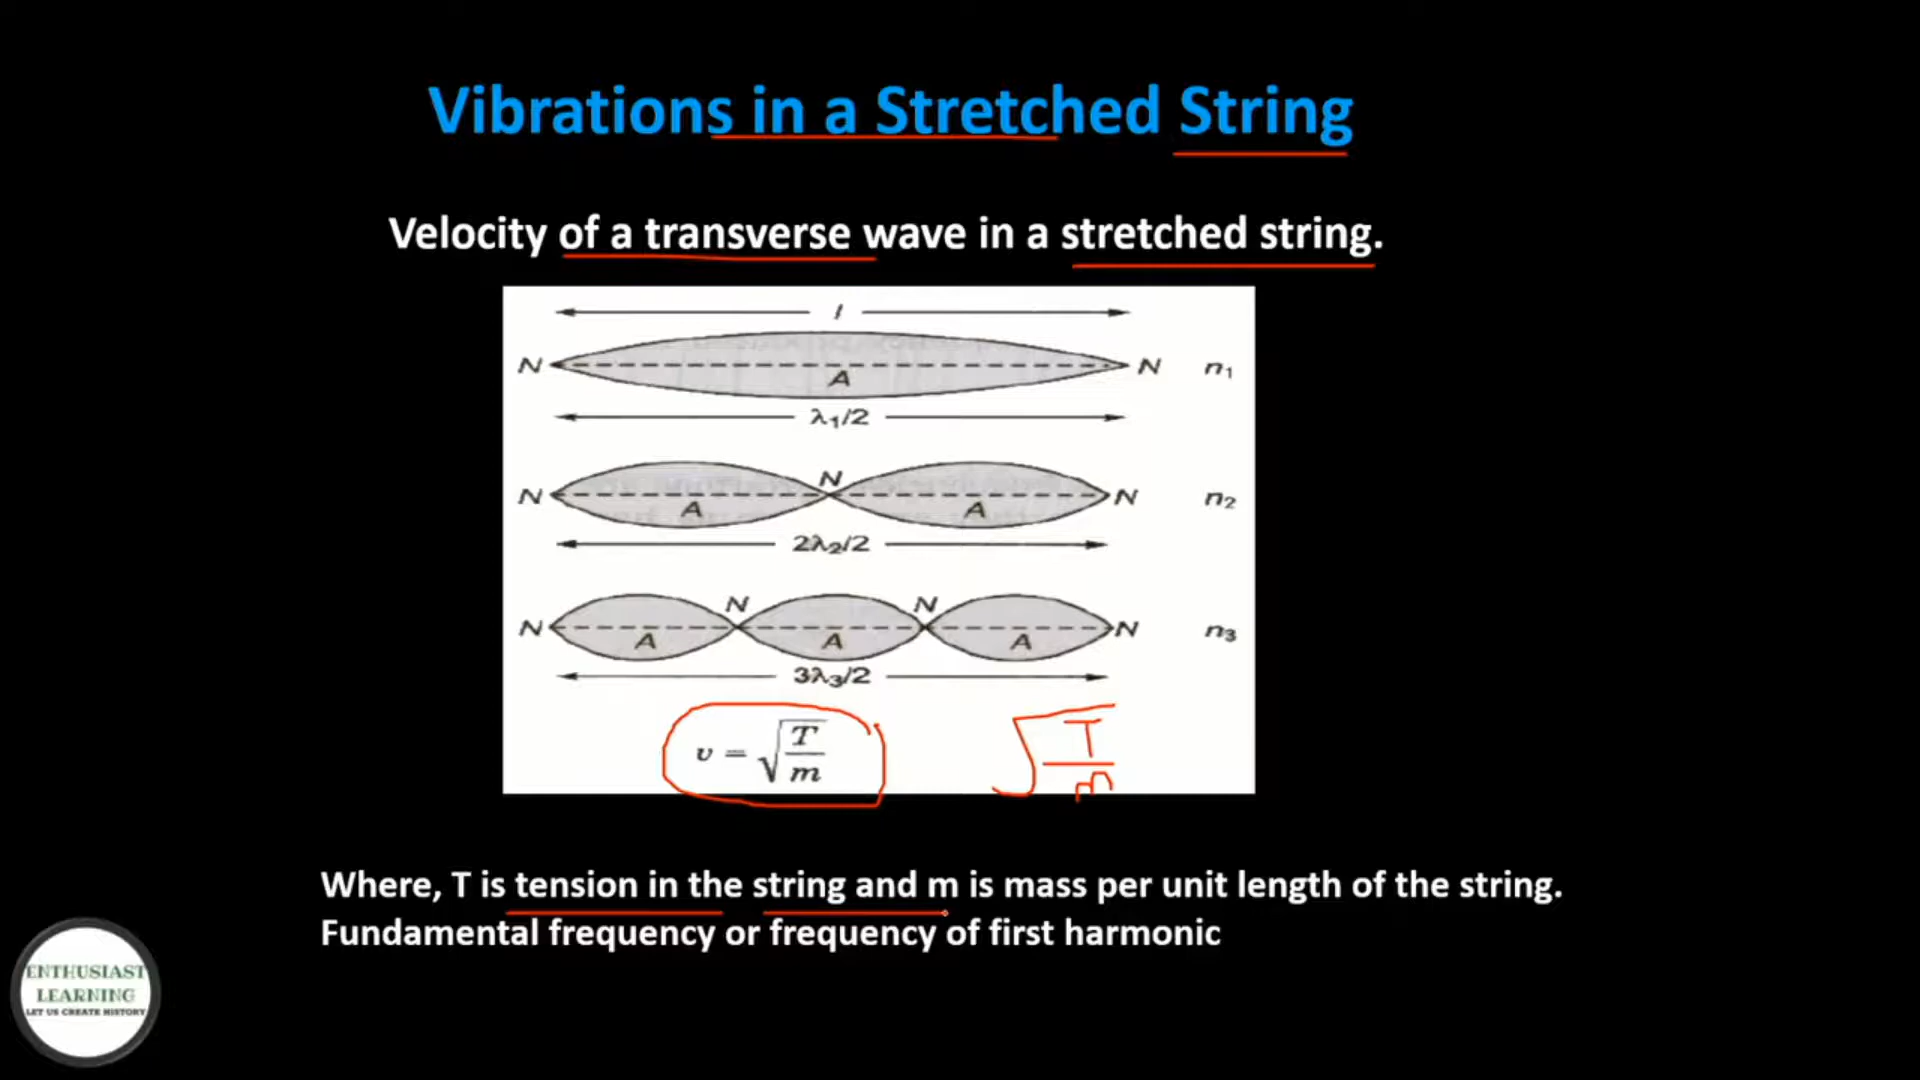 Vibrations in a Stretched String
Velocity of a transverse wave in a stretched string.
l
N A N n₁
λ₁/2
N A N A N n₂
2λ₂/2
N A N A N A N n₃
3λ₃/2
v = √(T/m) √(T/m)
Where, T is tension in the string and m is mass per unit length of the string.
Fundamental frequency or frequency of first harmonic
ENTHUSIAST
LEARNING
LET US CREATE HISTORY